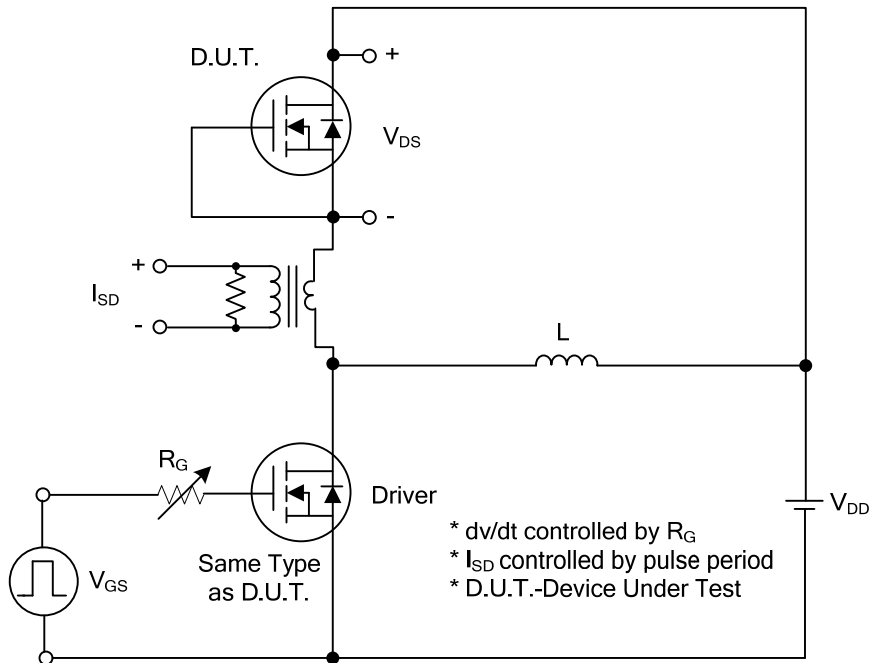 D.U.T.
+
V_DS
-
+
I_SD
-
L
R_G
Driver
V_DD
V_GS
Same Type
as D.U.T.
* dv/dt controlled by R_G
* I_SD controlled by pulse period
* D.U.T.-Device Under Test